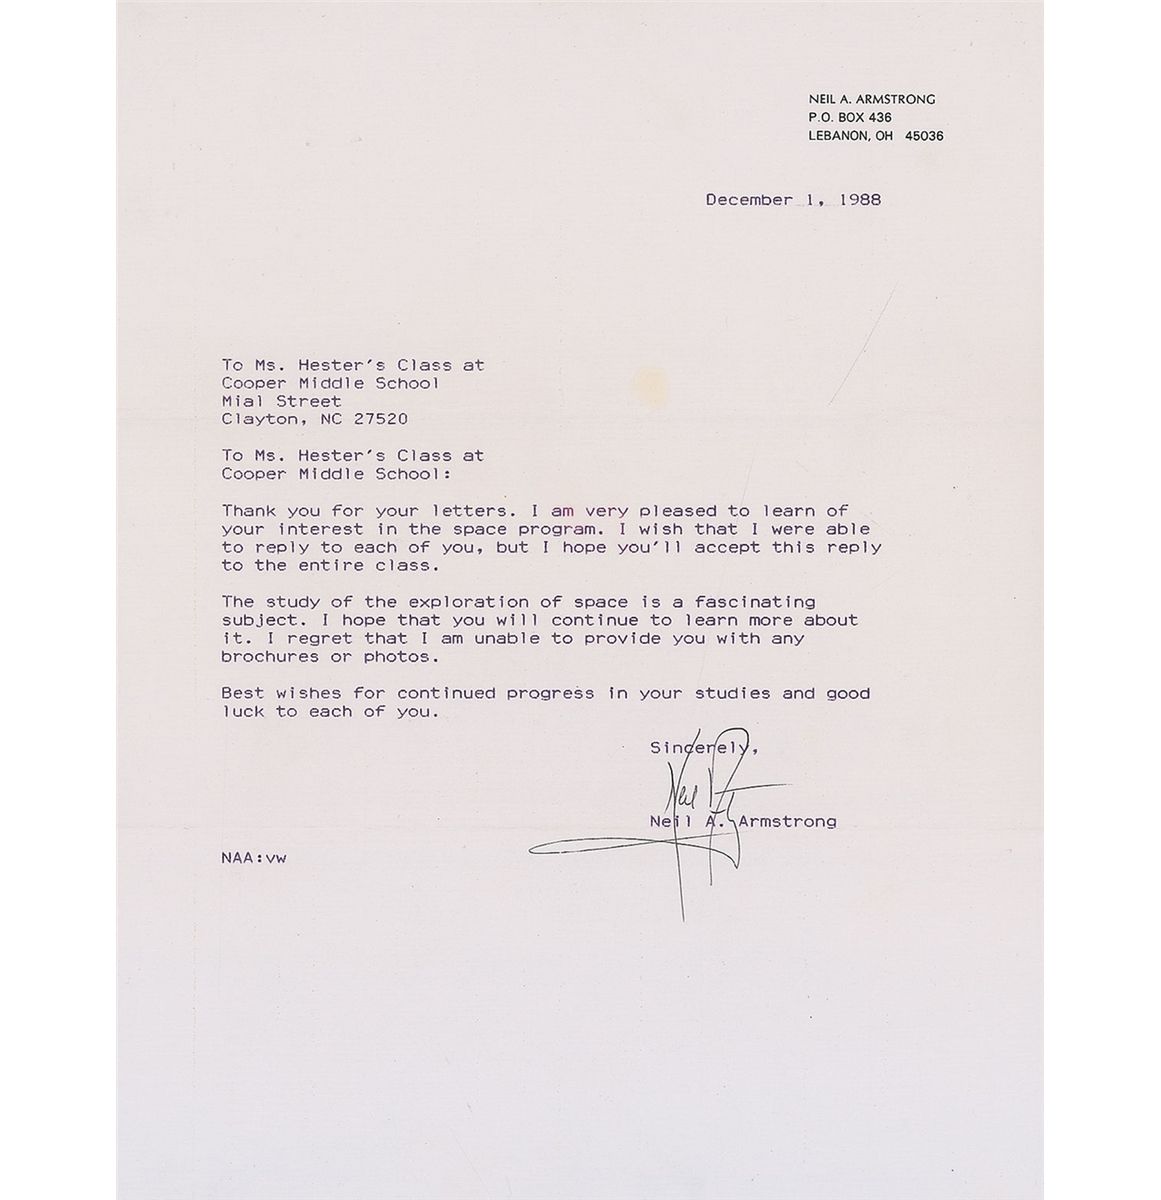 NEIL A. ARMSTRONG
P.O. BOX 436
LEBANON, OH 45036
December 1, 1988
To Ms. Hester's Class at
Cooper Middle School
Mial Street
Clayton, NC 27520
To Ms. Hester's Class at
Cooper Middle School:
Thank you for your letters. I am very pleased to learn of
your interest in the space program. I wish that I were able
to reply to each of you, but I hope you'll accept this reply
to the entire class.
The study of the exploration of space is a fascinating
subject. I hope that you will continue to learn more about
it. I regret that I am unable to provide you with any
brochures or photos.
Best wishes for continued progress in your studies and good
luck to each of you.
Sincerely,
Neil
Neil A. Armstrong
NAA:vw